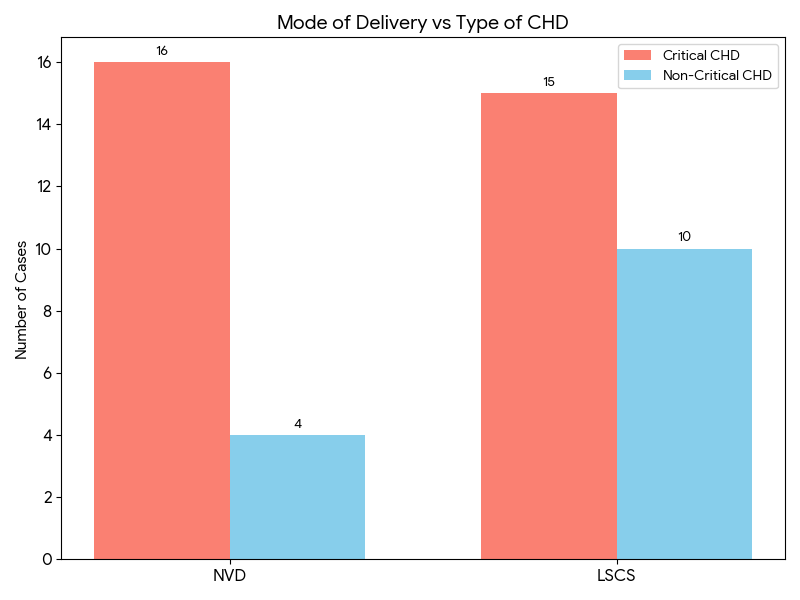 Mode of Delivery vs Type of CHD
Critical CHD
Non-Critical CHD
Number of Cases
16
14
12
10
8
6
4
2
0
16
4
15
10
NVD
LSCS